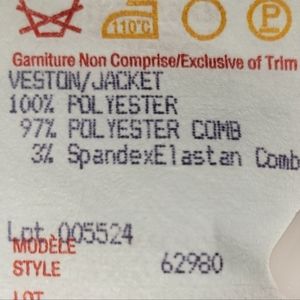 110°C
P
Garniture Non Comprise/Exclusive of Trim
VESTON/JACKET
100% POLYESTER
97% POLYESTER COMB
3% SpandexElastan Comb
Lot 005524
MODÈLE
STYLE 62980
LOT